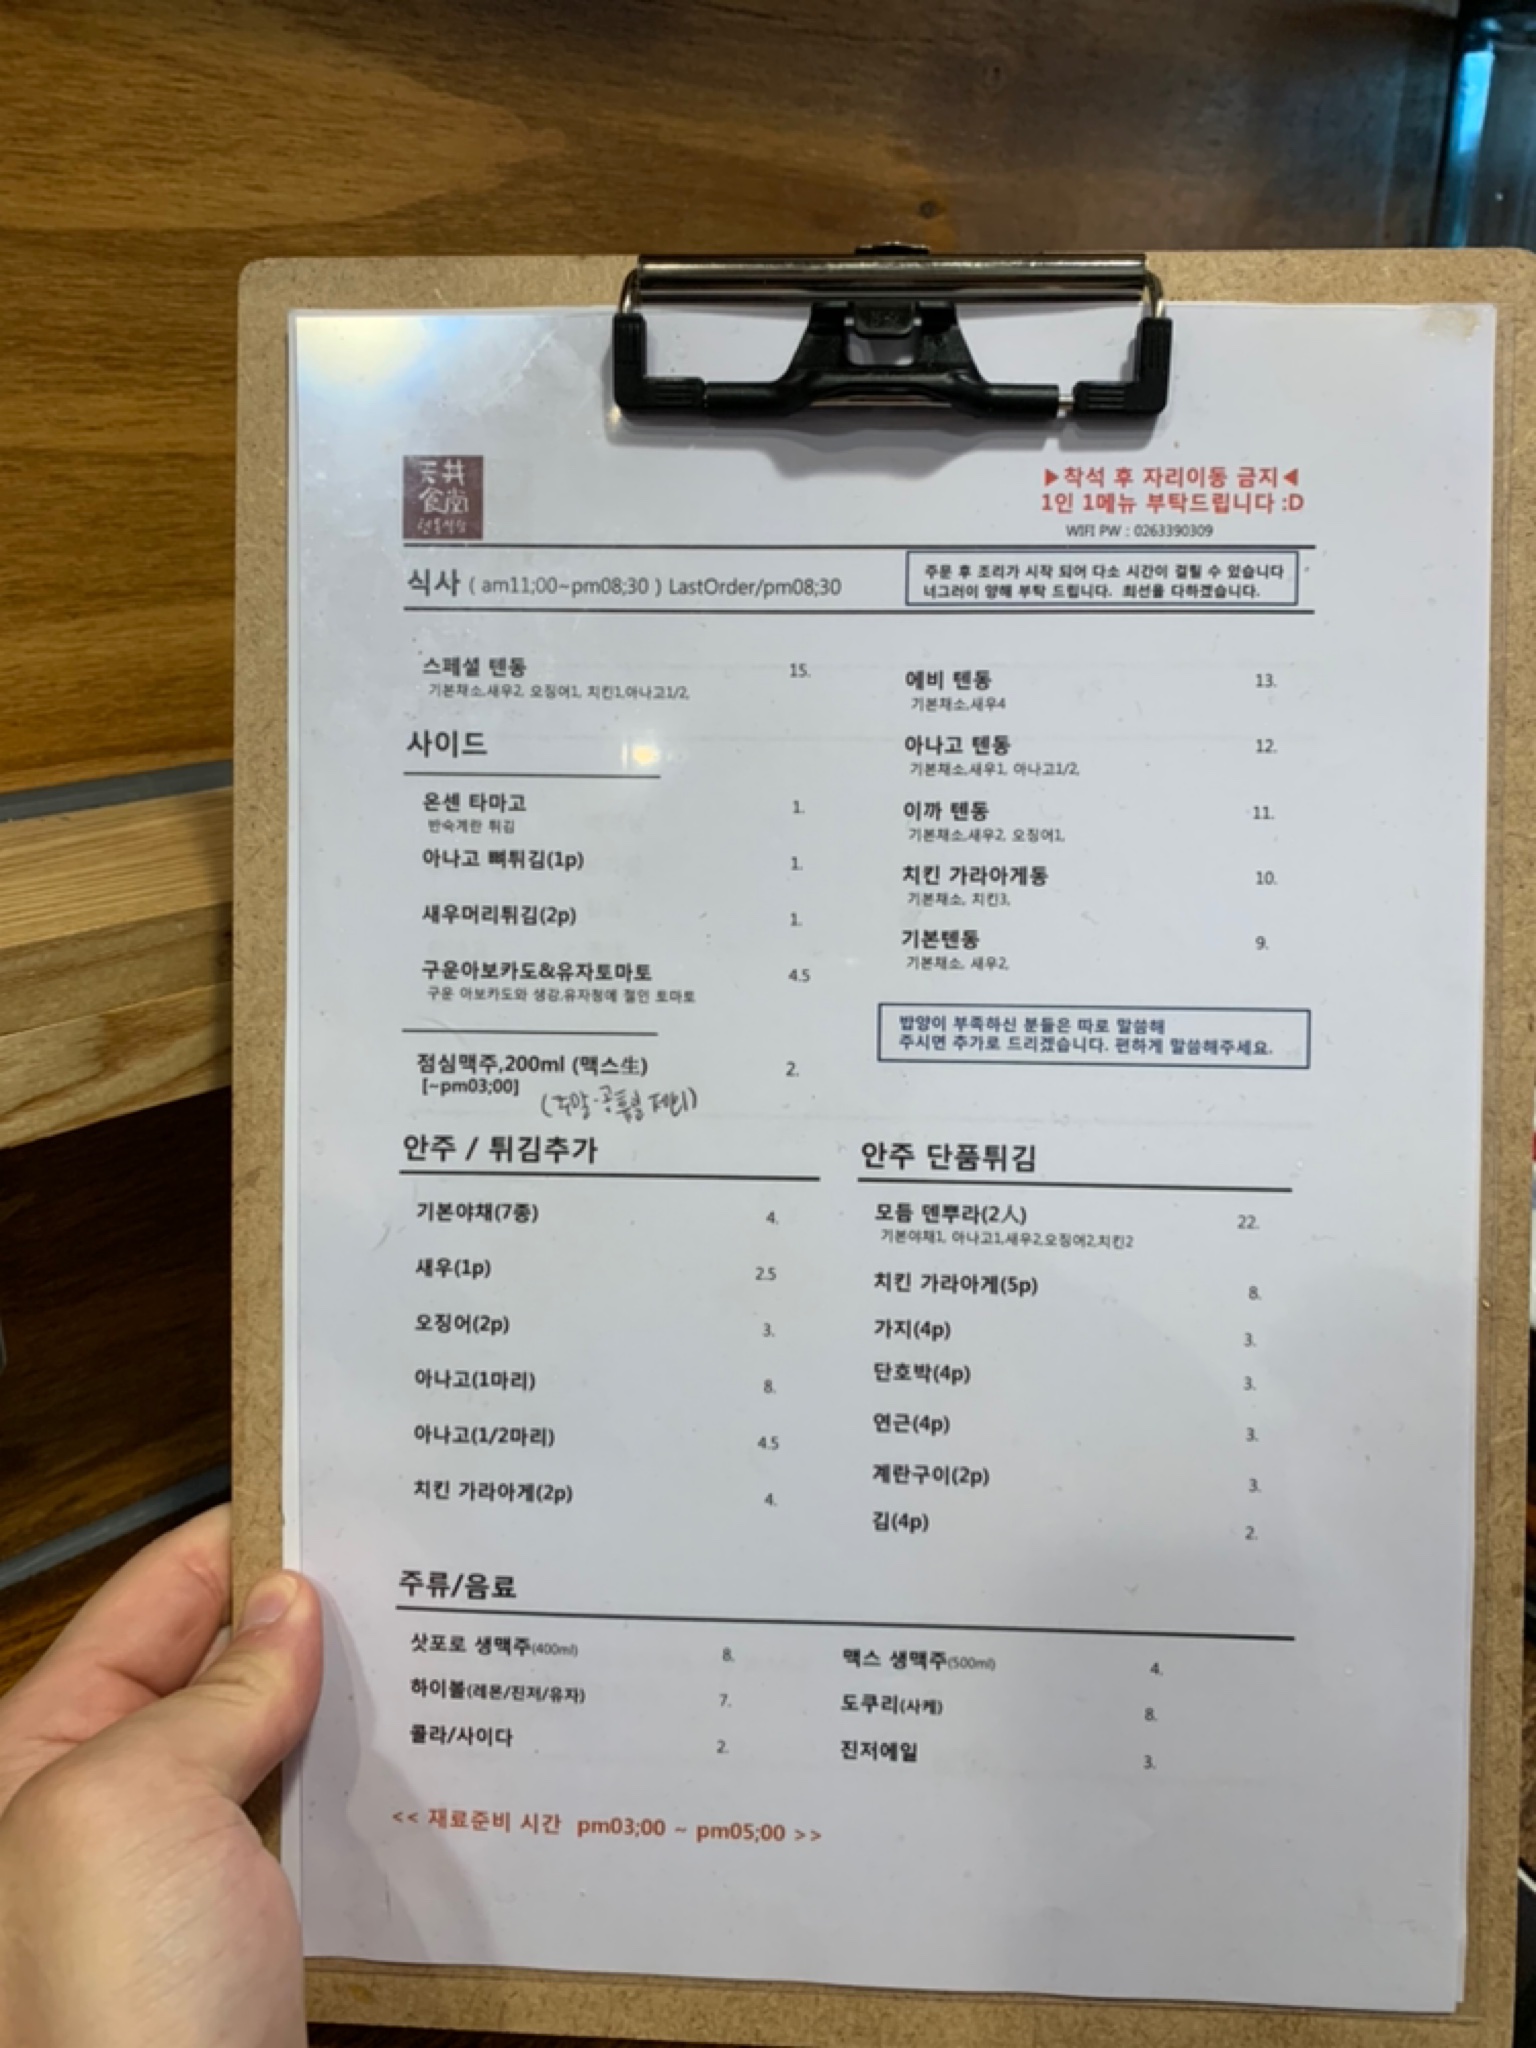 天丼
食堂
텐동식당
▶착석 후 자리이동 금지◀
1인 1메뉴 부탁드립니다 :D
WIFI PW : 0263390309
식사 ( am11;00~pm08;30 ) LastOrder/pm08;30
주문 후 조리가 시작 되어 다소 시간이 걸릴 수 있습니다
너그러이 양해 부탁 드립니다. 최선을 다하겠습니다.
스페셜 텐동 15.
기본채소,새우2, 오징어1, 치킨1,아나고1/2,
사이드
온센 타마고 1.
반숙계란 튀김
아나고 뼈튀김(1p) 1.
새우머리튀김(2p) 1.
구운아보카도&유자토마토 4.5
구운 아보카도와 생강,유자청에 절인 토마토
점심맥주,200ml (맥스生) 2.
[~pm03;00]
(주말·공휴일 제외)
에비 텐동 13.
기본채소,새우4
아나고 텐동 12.
기본채소,새우1, 아나고1/2,
이까 텐동 11.
기본채소,새우2, 오징어1,
치킨 가라아게동 10.
기본채소, 치킨3,
기본텐동 9.
기본채소, 새우2,
밥양이 부족하신 분들은 따로 말씀해
주시면 추가로 드리겠습니다. 편하게 말씀해주세요.
안주 / 튀김추가
기본야채(7종) 4.
새우(1p) 2.5
오징어(2p) 3.
아나고(1마리) 8.
아나고(1/2마리) 4.5
치킨 가라아게(2p) 4.
안주 단품튀김
모듬 덴뿌라(2人) 22.
기본야채1, 아나고1,새우2,오징어2,치킨2
치킨 가라아게(5p) 8.
가지(4p) 3.
단호박(4p) 3.
연근(4p) 3.
계란구이(2p) 3.
김(4p) 2.
주류/음료
삿포로 생맥주(400ml) 8.
하이볼(레몬/진저/유자) 7.
콜라/사이다 2.
맥스 생맥주(500ml) 4.
도쿠리(사케) 8.
진저에일 3.
<< 재료준비 시간 pm03;00 ~ pm05;00 >>